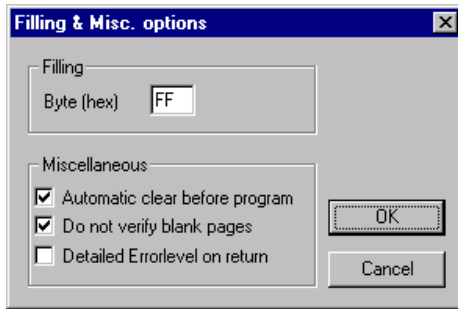 Filling & Misc. options
Filling
Byte (hex) FF
Miscellaneous
Automatic clear before program
Do not verify blank pages
Detailed Errorlevel on return
OK
Cancel